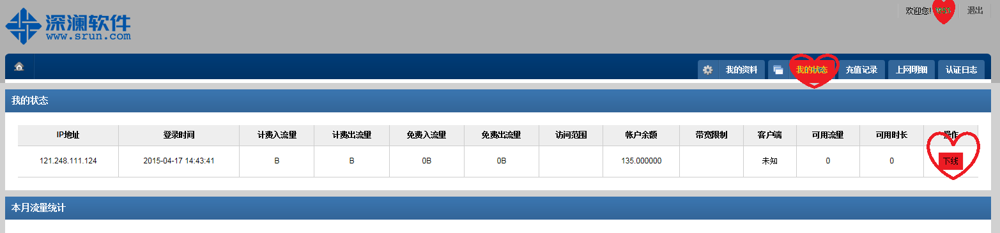 深澜软件
www.srun.com
欢迎您!
退出
我的资料 我的状态 充值记录 上网明细 认证日志
我的状态
IP地址 登录时间 计费入流量 计费出流量 免费入流量 免费出流量 访问范围 帐户余额 带宽限制 客户端 可用流量 可用时长 操作
121.248.111.124 2015-04-17 14:43:41 B B 0B 0B 135.000000 未知 0 0 下线
本月流量统计